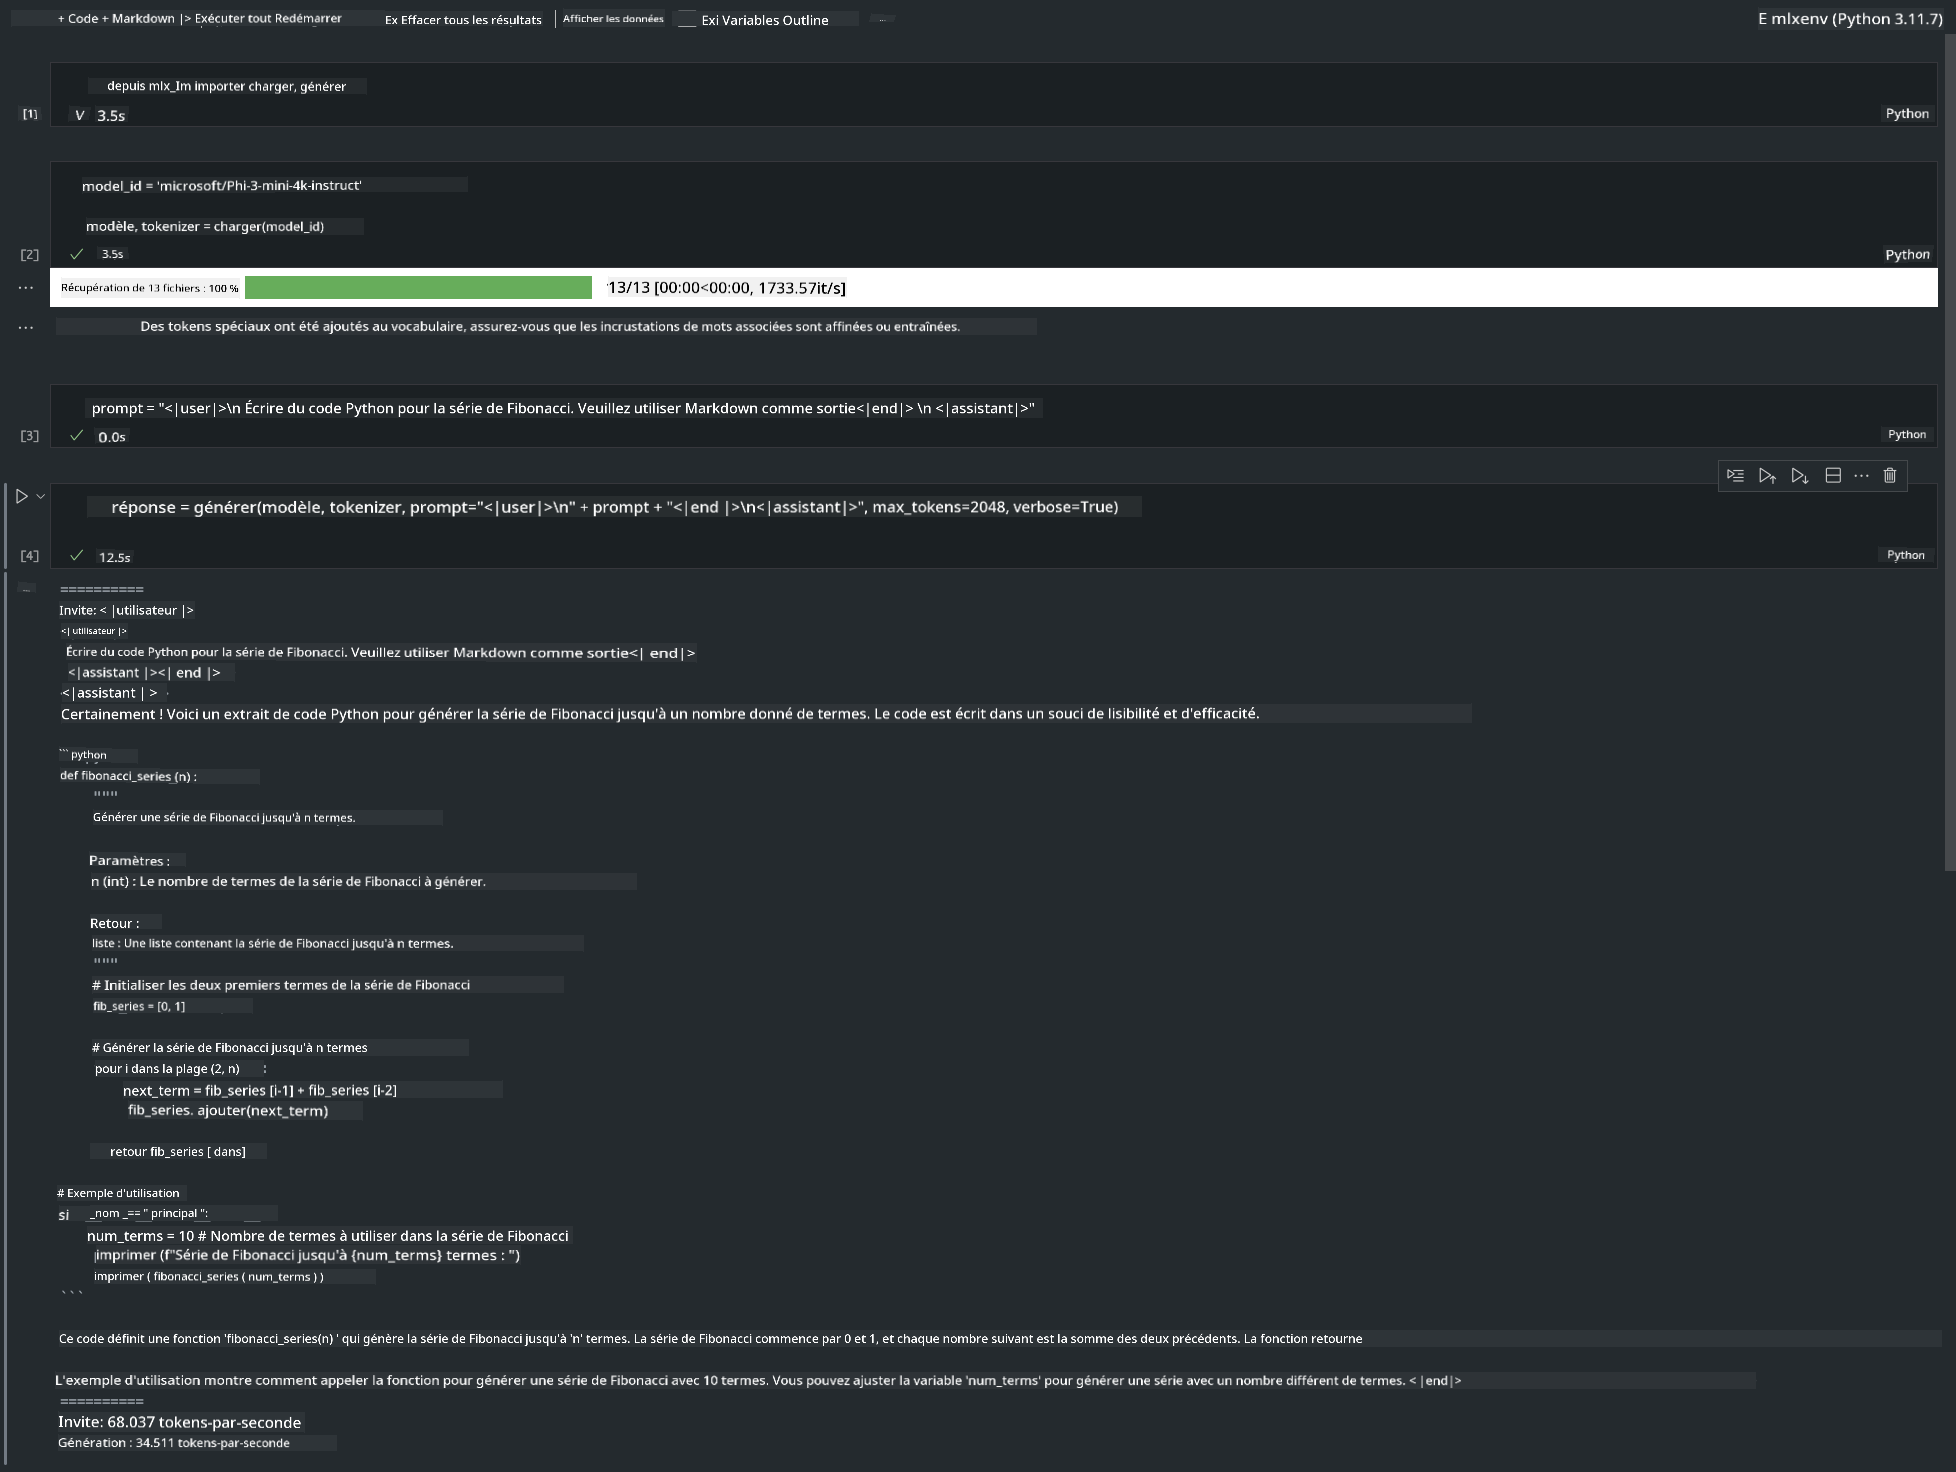 + Code + Markdown |> Exécuter tout Redémarrer Ex Effacer tous les résultats | Afficher les données Exi Variables Outline ... E mlxenv (Python 3.11.7)
depuis mlx_Im importer charger, générer
[1] V 3.5s Python
model_id = 'microsoft/Phi-3-mini-4k-instruct'
modèle, tokenizer = charger(model_id)
[2] ✓ 3.5s Python
... Récupération de 13 fichiers : 100 % 13/13 [00:00<00:00, 1733.57it/s]
... Des tokens spéciaux ont été ajoutés au vocabulaire, assurez-vous que les incrustations de mots associées sont affinées ou entraînées.
prompt = "<|user|>\n Écrire du code Python pour la série de Fibonacci. Veuillez utiliser Markdown comme sortie<|end|> \n <|assistant|>"
[3] ✓ 0.0s Python
réponse = générer(modèle, tokenizer, prompt="<|user|>\n" + prompt + "<|end |>\n<|assistant|>", max_tokens=2048, verbose=True)
[4] ✓ 12.5s Python
... ==========
Invite: < |utilisateur |>
<| utilisateur |>
Écrire du code Python pour la série de Fibonacci. Veuillez utiliser Markdown comme sortie<| end|>
<|assistant |><| end |>
<|assistant | >
Certainement ! Voici un extrait de code Python pour générer la série de Fibonacci jusqu'à un nombre donné de termes. Le code est écrit dans un souci de lisibilité et d'efficacité.
``` python
def fibonacci_series (n) :
"""
Générer une série de Fibonacci jusqu'à n termes.
Paramètres :
n (int) : Le nombre de termes de la série de Fibonacci à générer.
Retour :
liste : Une liste contenant la série de Fibonacci jusqu'à n termes.
"""
# Initialiser les deux premiers termes de la série de Fibonacci
fib_series = [0, 1]
# Générer la série de Fibonacci jusqu'à n termes
pour i dans la plage (2, n) :
next_term = fib_series [i-1] + fib_series [i-2]
fib_series. ajouter(next_term)
retour fib_series [ dans]
# Exemple d'utilisation
si _nom _== " principal ":
num_terms = 10 # Nombre de termes à utiliser dans la série de Fibonacci
imprimer (f"Série de Fibonacci jusqu'à {num_terms} termes : ")
imprimer ( fibonacci_series ( num_terms ) )
```
Ce code définit une fonction 'fibonacci_series(n) ' qui génère la série de Fibonacci jusqu'à 'n' termes. La série de Fibonacci commence par 0 et 1, et chaque nombre suivant est la somme des deux précédents. La fonction retourne
L'exemple d'utilisation montre comment appeler la fonction pour générer une série de Fibonacci avec 10 termes. Vous pouvez ajuster la variable 'num_terms' pour générer une série avec un nombre différent de termes. < |end|>
==========
Invite: 68.037 tokens-par-seconde
Génération : 34.511 tokens-par-seconde